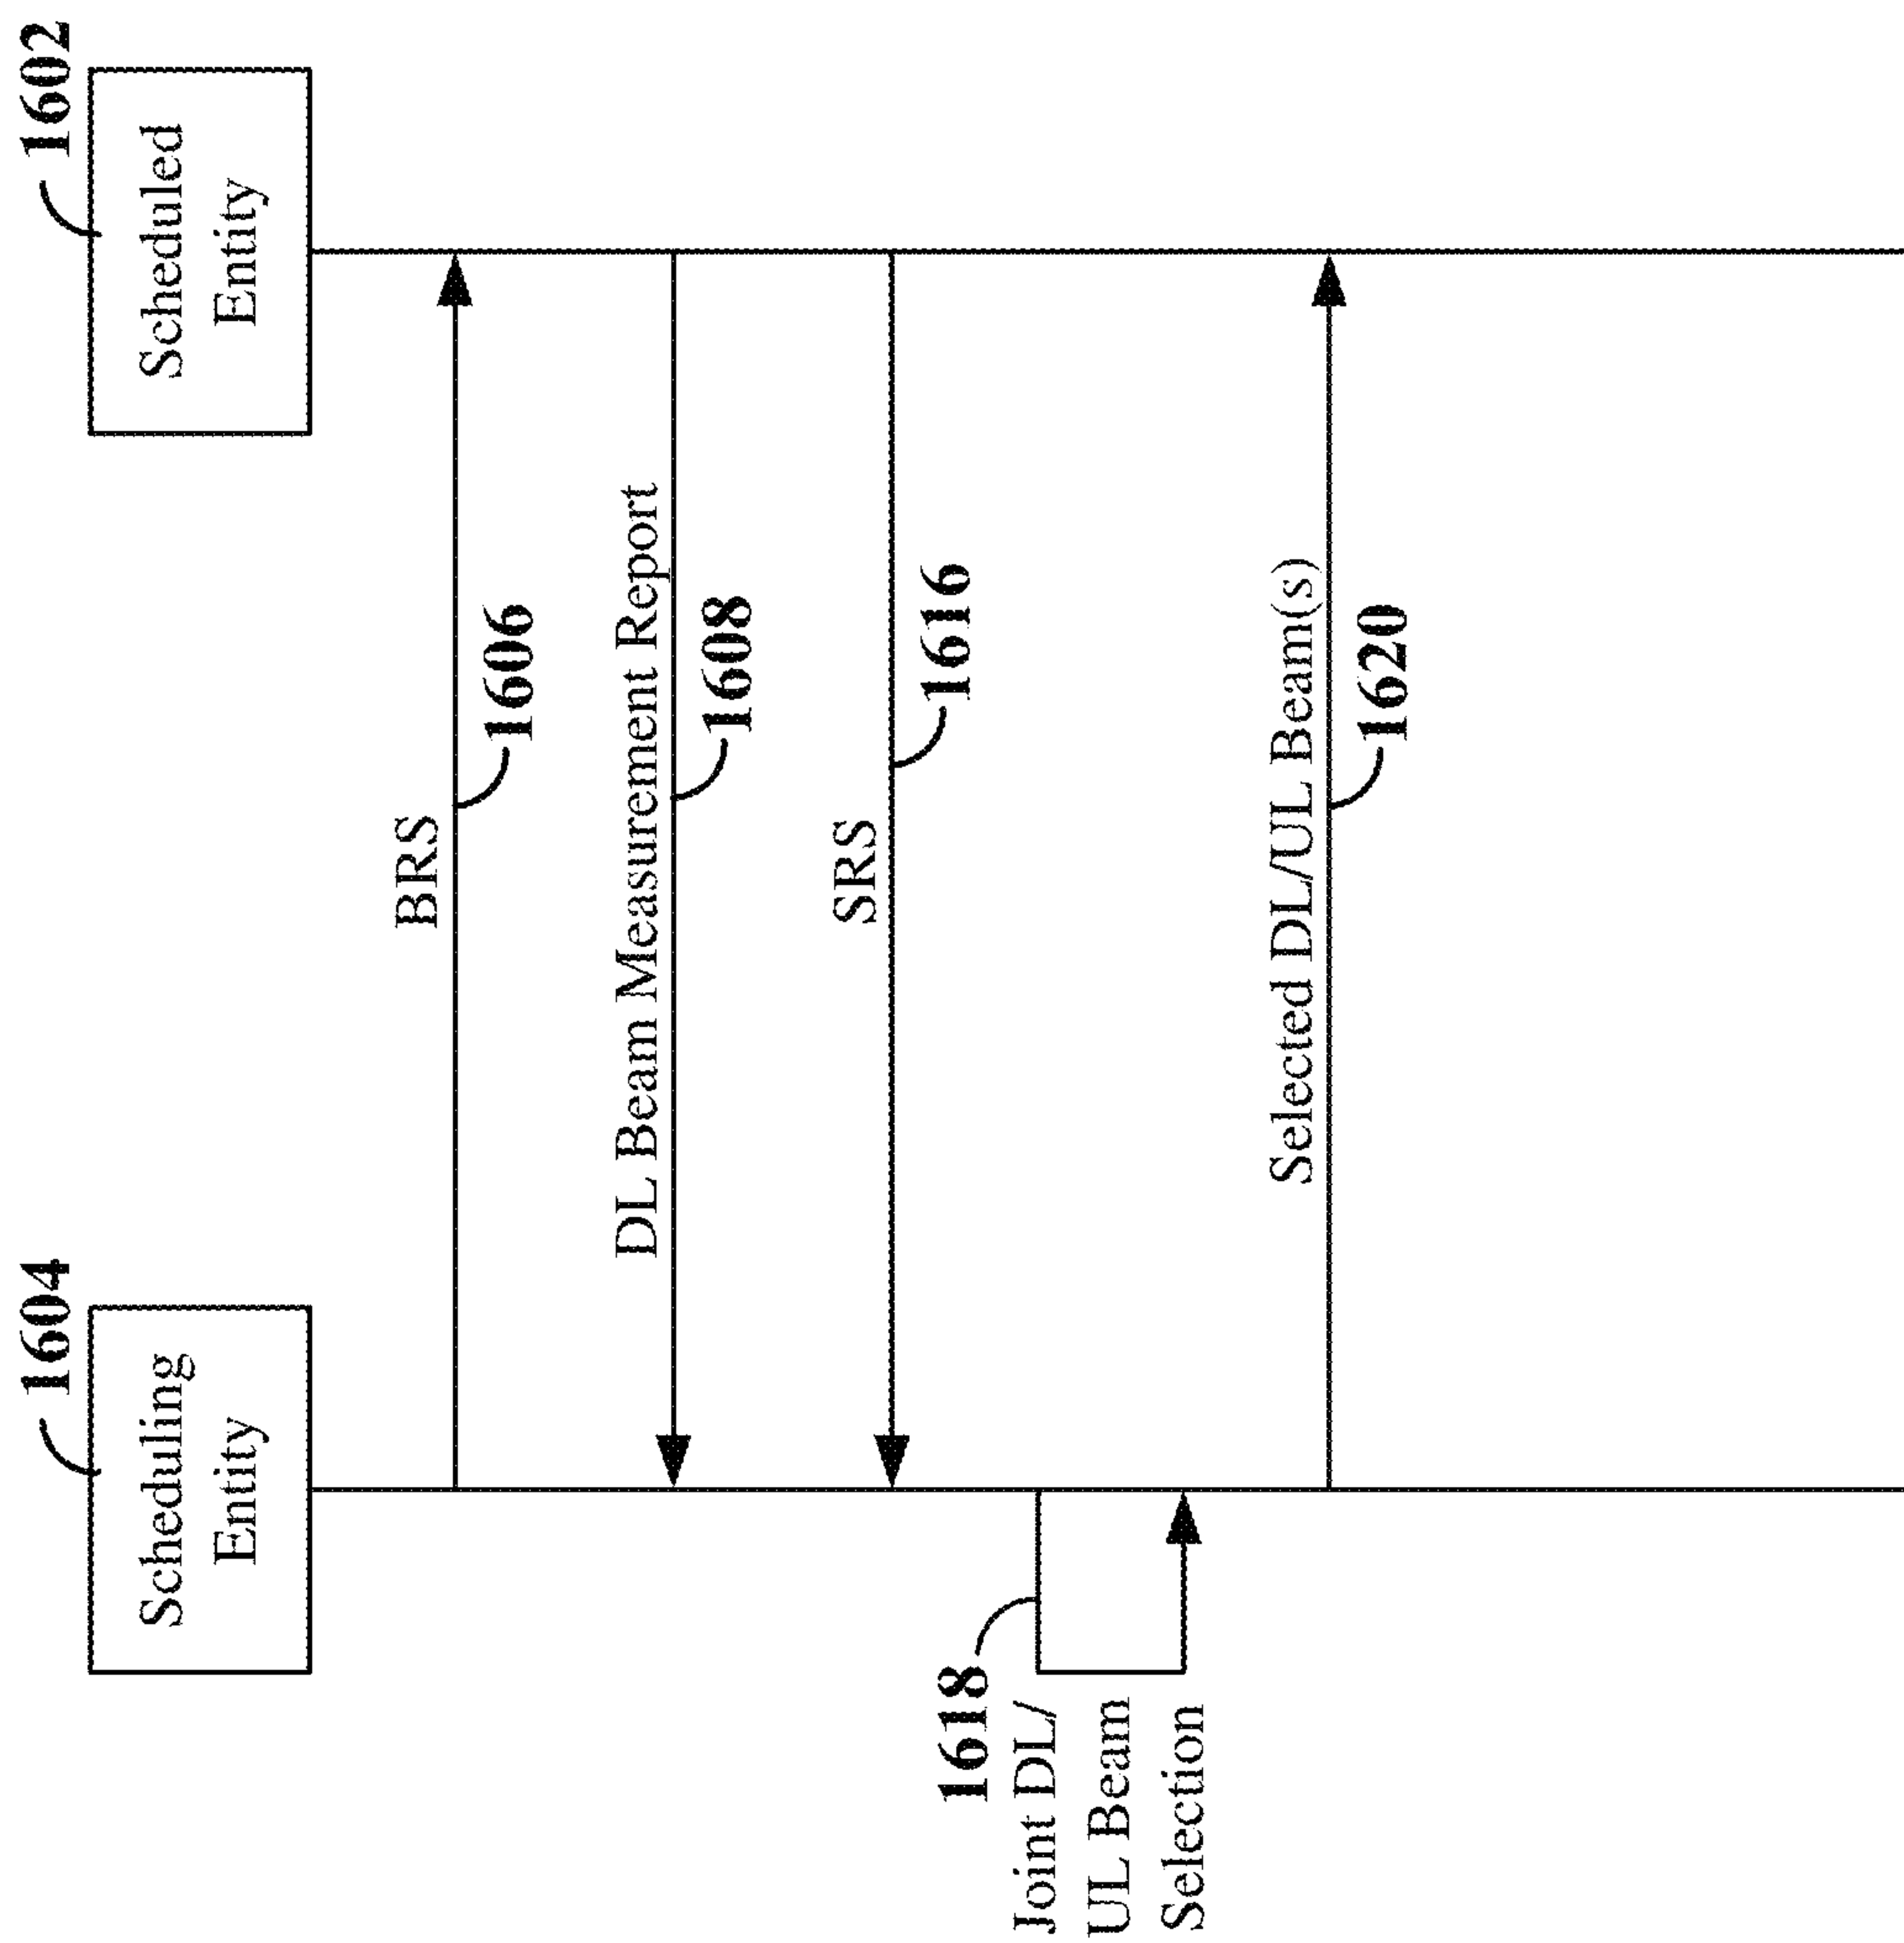 1604
Scheduling
Entity
1602
Scheduled
Entity
BRS
1606
DL Beam Measurement Report
1608
SRS
1616
1618
Joint DL/
UL Beam
Selection
Selected DL/UL Beam(s)
1620